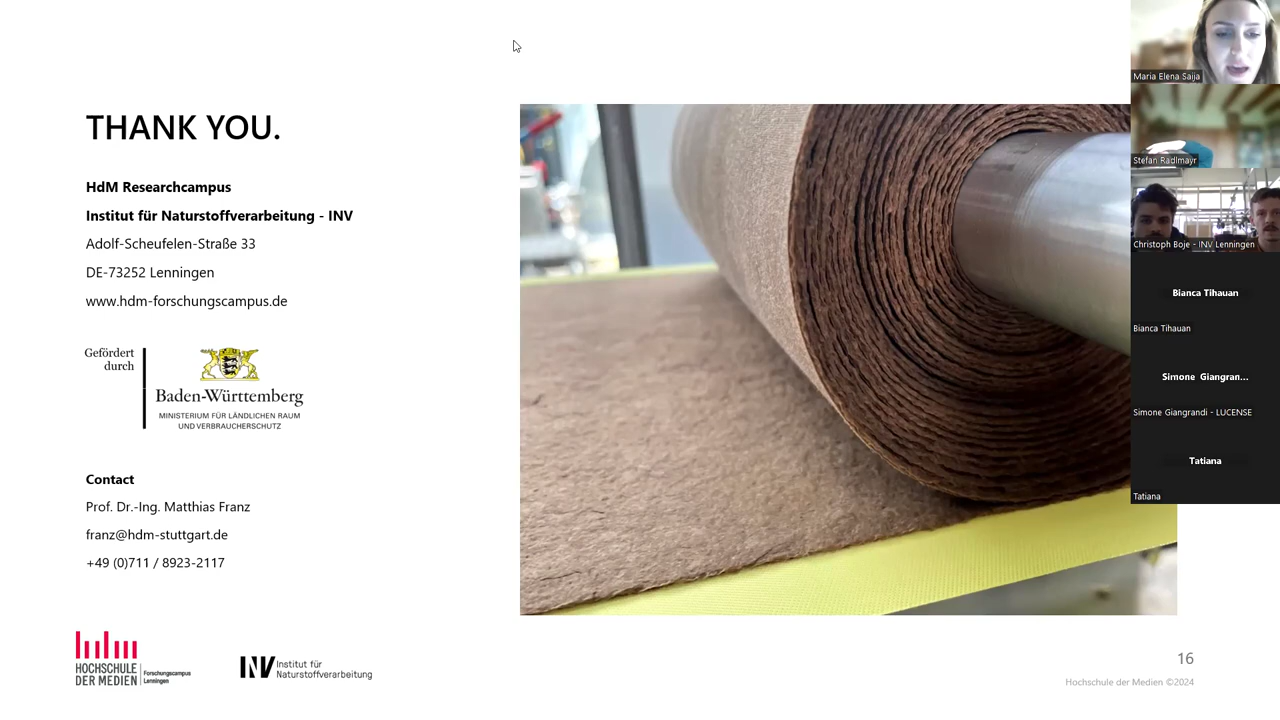 THANK YOU.
HdM Researchcampus
Institut für Naturstoffverarbeitung - INV
Adolf-Scheufelen-Straße 33
DE-73252 Lenningen
www.hdm-forschungscampus.de
Gefördert
durch
Baden-Württemberg
MINISTERIUM FÜR LÄNDLICHEN RAUM
UND VERBRAUCHERSCHUTZ
Contact
Prof. Dr.-Ing. Matthias Franz
franz@hdm-stuttgart.de
+49 (0)711 / 8923-2117
hdm
HOCHSCHULE
DER MEDIEN
Forschungscampus
Lenningen
INV
Institut für
Naturstoffverarbeitung
16
Hochschule der Medien ©2024
Maria Elena Saija
Stefan Radlmayr
Christoph Boje - INV Lenningen
Bianca Tihauan
Bianca Tihauan
Simone Giangran...
Simone Giangrandi - LUCENSE
Tatiana
Tatiana